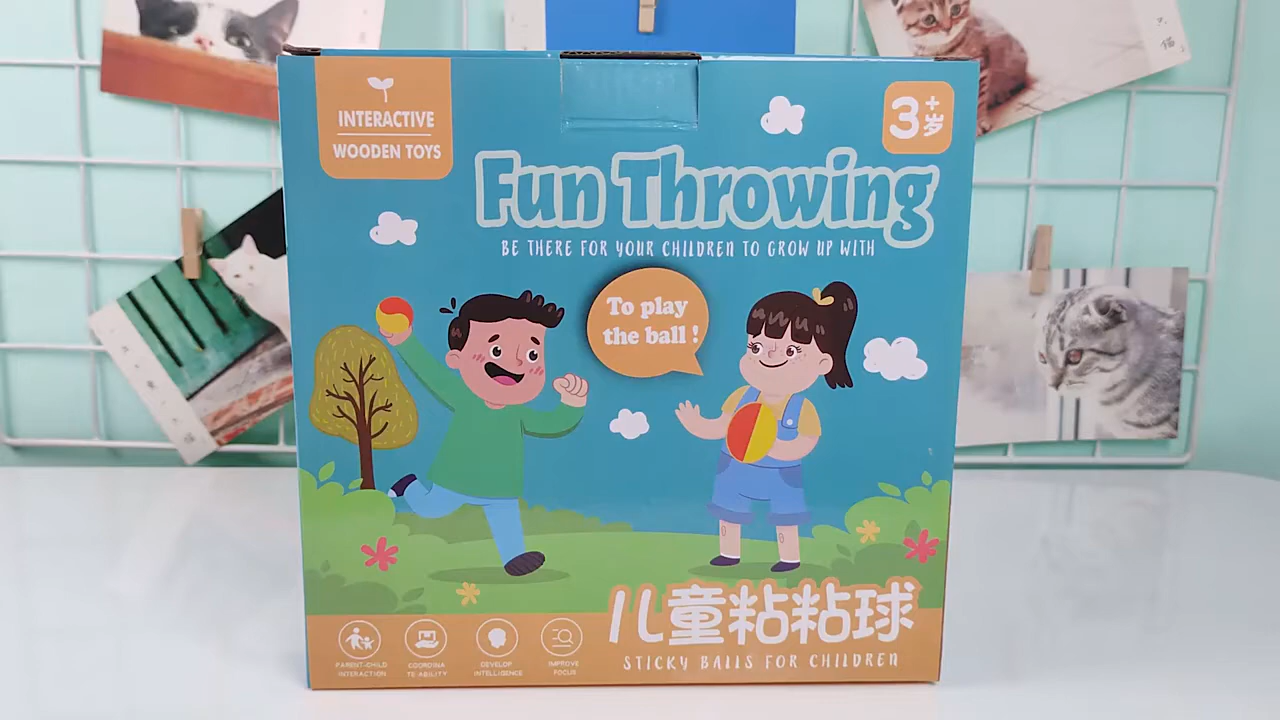 INTERACTIVE
WOODEN TOYS
3+
岁
Fun Throwing
BE THERE FOR YOUR CHILDREN TO GROW UP WITH
To play
the ball !
儿童粘粘球
STICKY BALLS FOR CHILDREN
PARENT-CHILD
INTERACTION
COORDINA
TE ABILITY
DEVELOP
INTELLIGENCE
IMPROVE
FOCUS